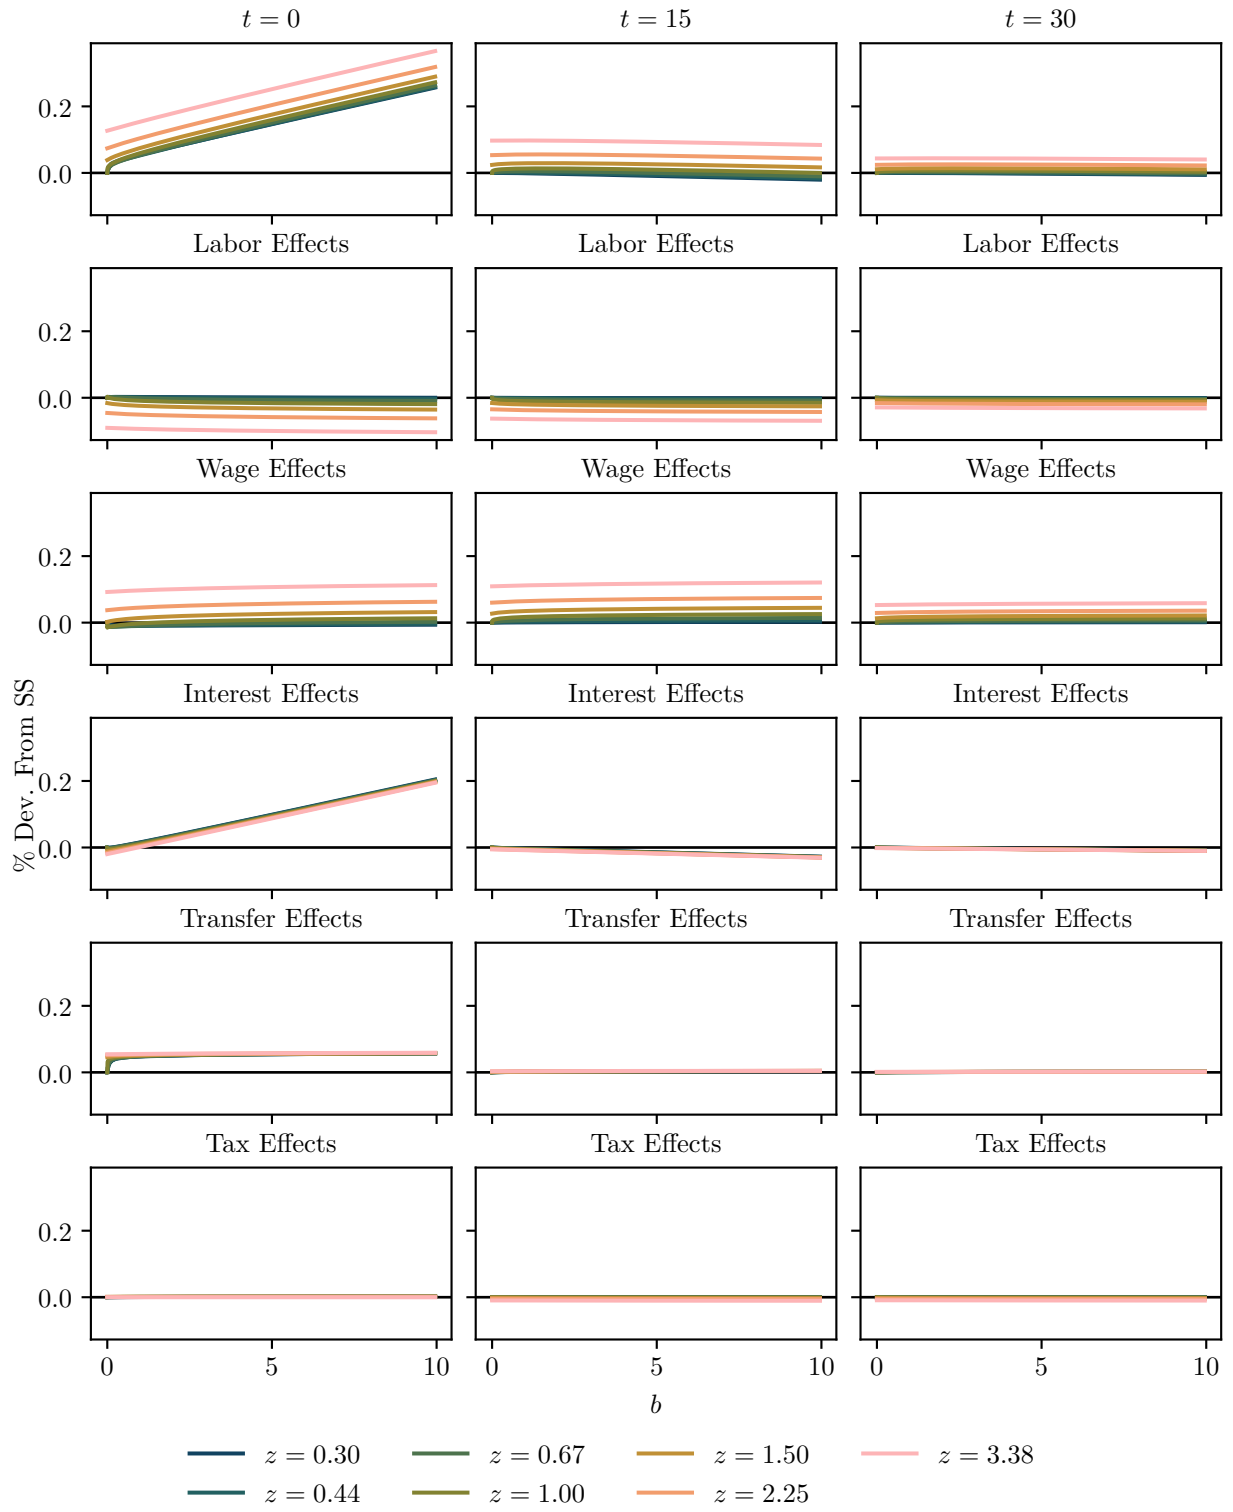 t = 0 t = 15 t = 30
0.2
0.0
Labor Effects Labor Effects Labor Effects
0.2
0.0
Wage Effects Wage Effects Wage Effects
0.2
0.0
Interest Effects Interest Effects Interest Effects
% Dev. From SS
0.2
0.0
Transfer Effects Transfer Effects Transfer Effects
0.2
0.0
Tax Effects Tax Effects Tax Effects
0.2
0.0
0 5 10 0 5 10 0 5 10
b
z = 0.30 z = 0.67 z = 1.50 z = 3.38
z = 0.44 z = 1.00 z = 2.25